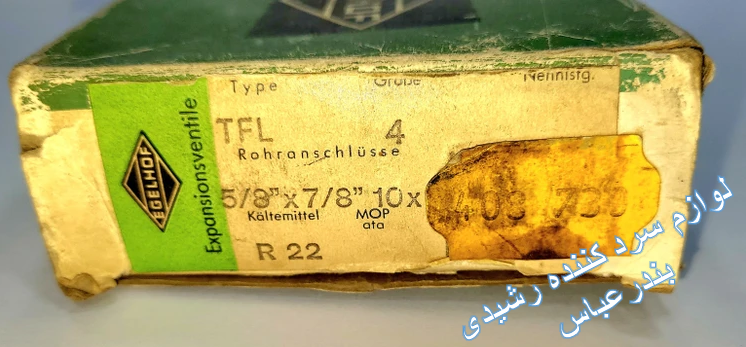 EGELHOF
Expansionsventile
Type Größe Nennlstg.
TFL 4
Rohranschlüsse
5/8"x7/8" 10x
Kältemittel MOP
ata
R 22
لوازم سرد کننده رشیدی
بندرعباس